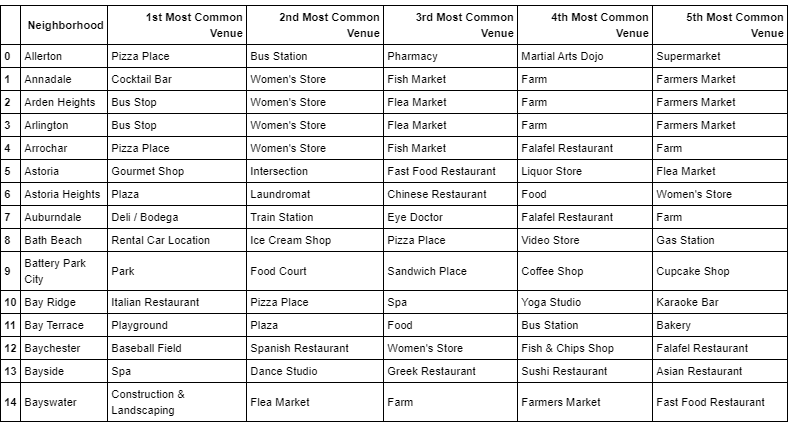 Neighborhood 1st Most Common Venue 2nd Most Common Venue 3rd Most Common Venue 4th Most Common Venue 5th Most Common Venue
0 Allerton Pizza Place Bus Station Pharmacy Martial Arts Dojo Supermarket
1 Annadale Cocktail Bar Women's Store Fish Market Farm Farmers Market
2 Arden Heights Bus Stop Women's Store Flea Market Farm Farmers Market
3 Arlington Bus Stop Women's Store Flea Market Farm Farmers Market
4 Arrochar Pizza Place Women's Store Fish Market Falafel Restaurant Farm
5 Astoria Gourmet Shop Intersection Fast Food Restaurant Liquor Store Flea Market
6 Astoria Heights Plaza Laundromat Chinese Restaurant Food Women's Store
7 Auburndale Deli / Bodega Train Station Eye Doctor Falafel Restaurant Farm
8 Bath Beach Rental Car Location Ice Cream Shop Pizza Place Video Store Gas Station
9 Battery Park City Park Food Court Sandwich Place Coffee Shop Cupcake Shop
10 Bay Ridge Italian Restaurant Pizza Place Spa Yoga Studio Karaoke Bar
11 Bay Terrace Playground Plaza Food Bus Station Bakery
12 Baychester Baseball Field Spanish Restaurant Women's Store Fish & Chips Shop Falafel Restaurant
13 Bayside Spa Dance Studio Greek Restaurant Sushi Restaurant Asian Restaurant
14 Bayswater Construction & Landscaping Flea Market Farm Farmers Market Fast Food Restaurant